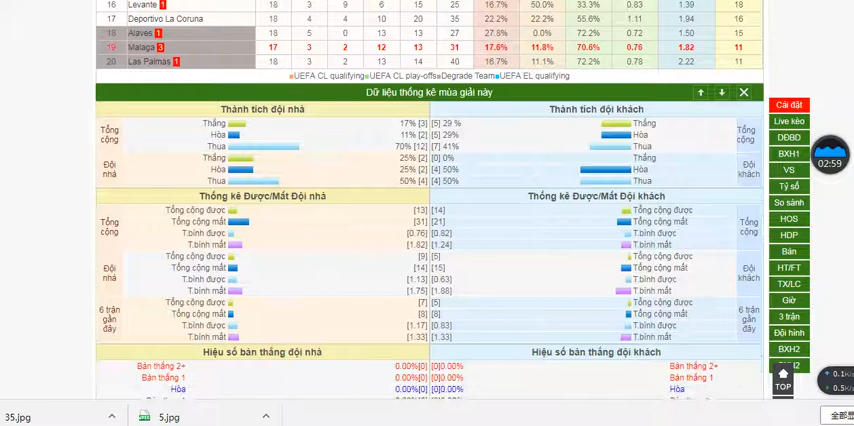 16 Levante 1 18 3 9 6 16 25 16.7% 50.0% 33.3% 0.83 1.39 18
17 Deportivo La Coruna 18 4 4 10 20 35 22.2% 22.2% 55.6% 1.11 1.94 16
18 Alaves 1 18 5 0 13 13 27 27.8% 0.0% 72.2% 0.72 1.50 15
19 Malaga 3 17 3 2 12 13 31 17.6% 11.8% 70.6% 0.76 1.82 11
20 Las Palmas 1 18 3 2 13 14 40 16.7% 11.1% 72.2% 0.78 2.22 11
UEFA CL qualifying UEFA CL play-offs Degrade Team UEFA EL qualifying
Dữ liệu thống kê mùa giải này
Thành tích đội nhà Thành tích đội khách
Tổng cộng
Thắng 17% [3] [5] 29 % Thắng
Hòa 11% [2] [5] 29% Hòa
Thua 70% [12] [7] 41% Thua
Tổng cộng
Đội nhà
Thắng 25% [2] [0] 0% Thắng
Hòa 25% [2] [4] 50% Hòa
Thua 50% [4] [4] 50% Thua
Đội khách
Thống kê Được/Mất Đội nhà Thống kê Được/Mất Đội khách
Tổng cộng
Tổng cộng được [13] [14] Tổng cộng được
Tổng cộng mất [31] [21] Tổng cộng mất
T.bình được [0.76] [0.82] T.bình được
T.bình mất [1.82] [1.24] T.bình mất
Tổng cộng
Đội nhà
Tổng cộng được [9] [5] Tổng cộng được
Tổng cộng mất [14] [15] Tổng cộng mất
T.bình được [1.13] [0.63] T.bình được
T.bình mất [1.75] [1.88] T.bình mất
Đội khách
6 trận gần đây
Tổng cộng được [7] [5] Tổng cộng được
Tổng cộng mất [8] [8] Tổng cộng mất
T.bình được [1.17] [0.83] T.bình được
T.bình mất [1.33] [1.33] T.bình mất
6 trận gần đây
Hiệu số bàn thắng đội nhà Hiệu số bàn thắng đội khách
Bàn thắng 2+ 0.00%[0] [0]0.00% Bàn thắng 2+
Bàn thắng 1 0.00%[0] [0]0.00% Bàn thắng 1
Hòa 0.00%[0] [0]0.00% Hòa
Cài đặt
Live kèo
DĐBD
BXH1
VS
Tỷ số
So sánh
HOS
HDP
Bàn
HT/FT
TX/LC
Giờ
3 trận
Đội hình
BXH2
TOP
02:59
0.1K/s
0.5K/s
35.jpg 5.jpg
全部显